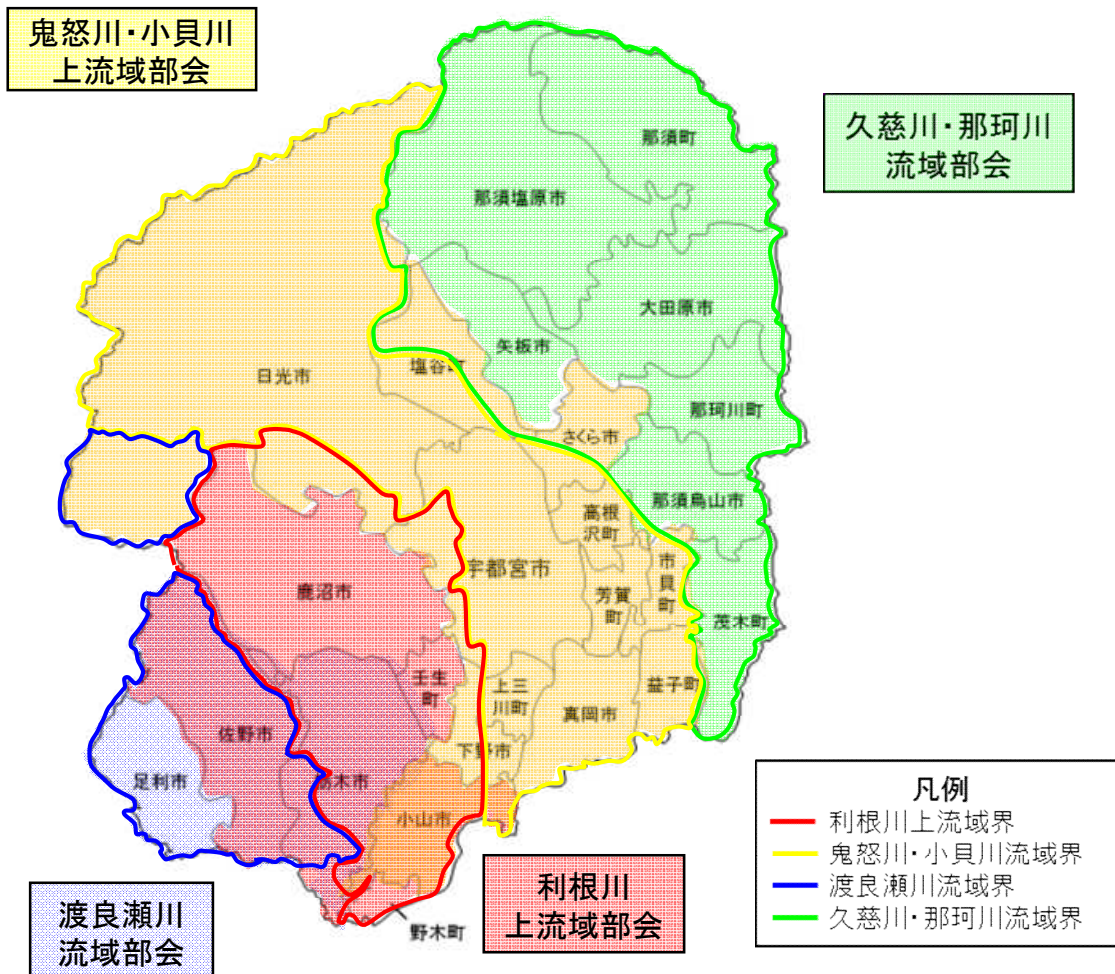 鬼怒川・小貝川
上流域部会
久慈川・那珂川
流域部会
那須町
那須塩原市
大田原市
矢板市
塩谷町
日光市
那珂川町
さくら市
那須烏山市
高根
沢町
宇都宮市
市
貝
町
鹿沼市
芳賀
町
茂木町
壬生
町
上三
川町
益子町
真岡市
佐野市
下野市
足利市
栃木市
小山市
野木町
渡良瀬川
流域部会
利根川
上流域部会
凡例
利根川上流域界
鬼怒川・小貝川流域界
渡良瀬川流域界
久慈川・那珂川流域界